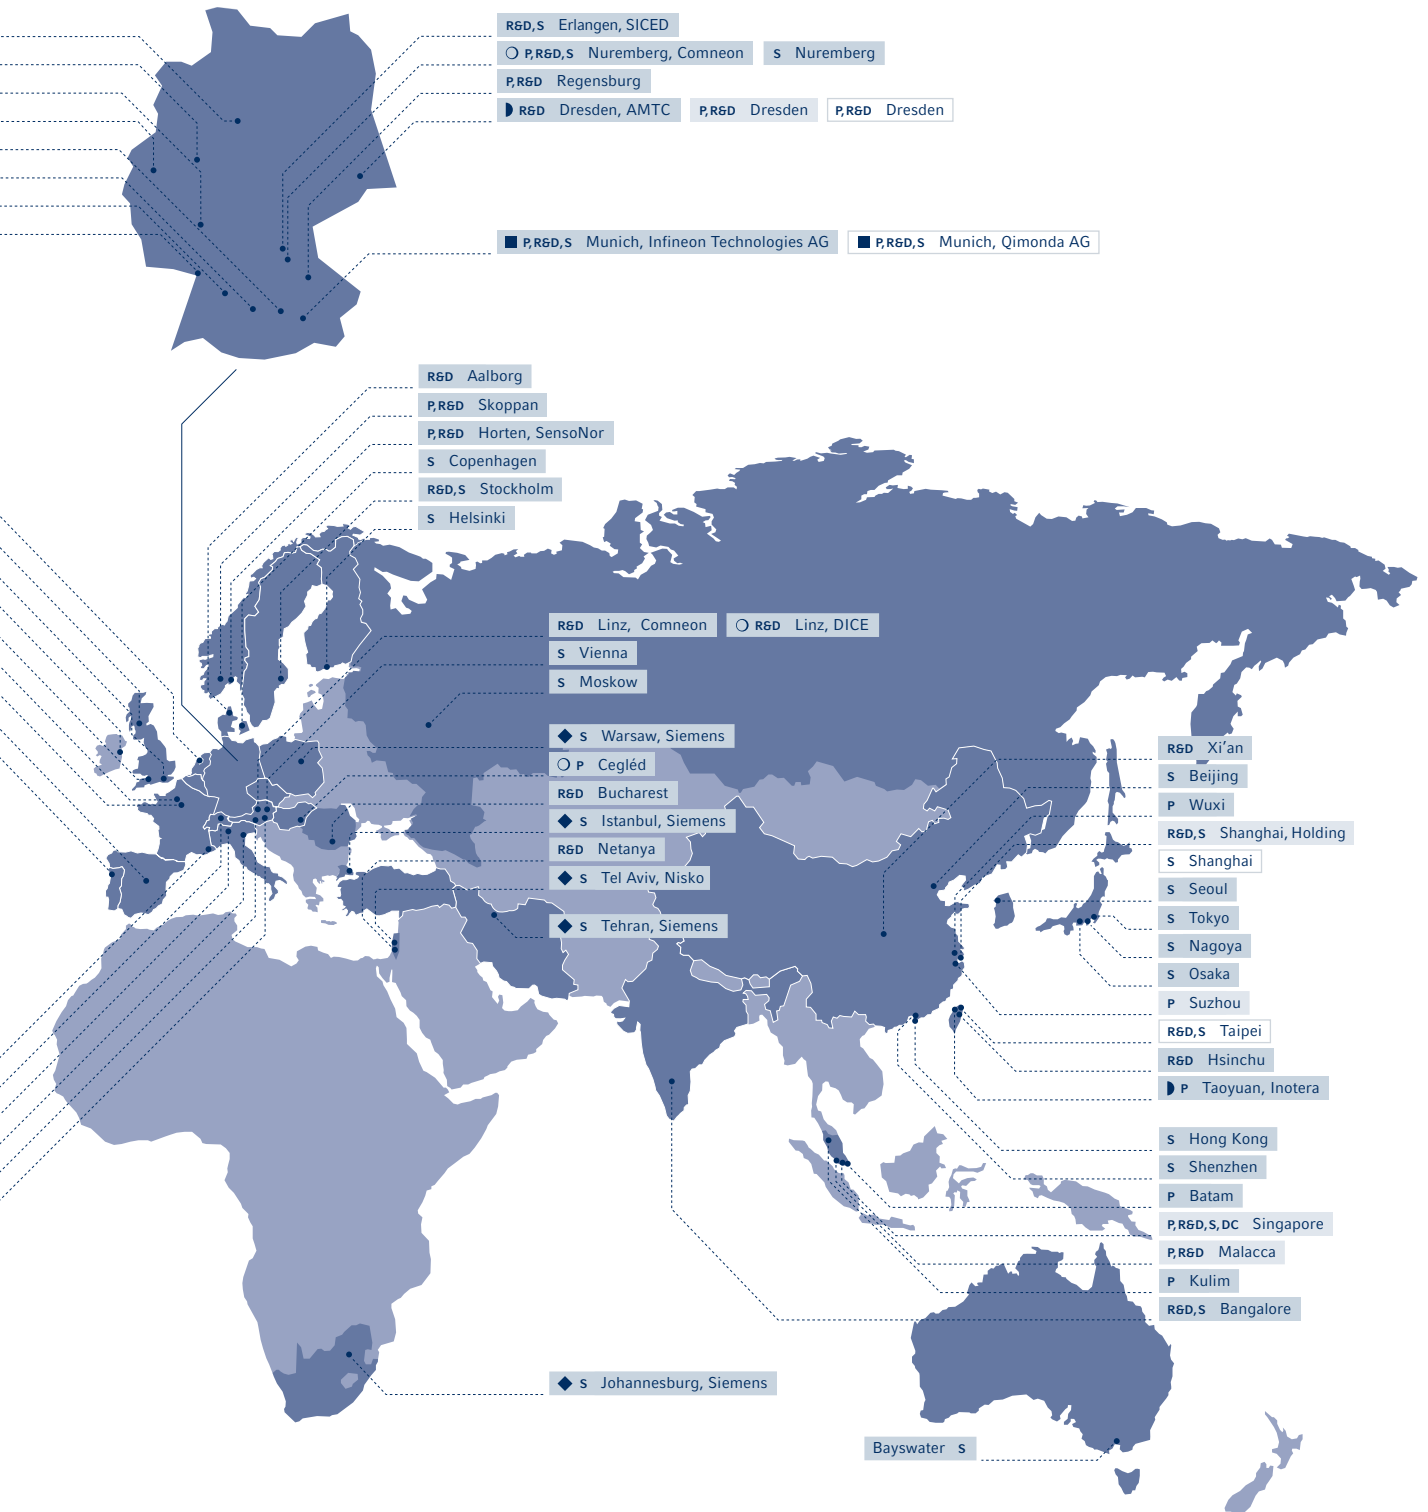 R&D,S Erlangen, SICED
P,R&D,S Nuremberg, Comneon S Nuremberg
P,R&D Regensburg
R&D Dresden, AMTC P,R&D Dresden P,R&D Dresden
P,R&D,S Munich, Infineon Technologies AG P,R&D,S Munich, Qimonda AG
R&D Aalborg
P,R&D Skoppan
P,R&D Horten, SensoNor
S Copenhagen
R&D,S Stockholm
S Helsinki
R&D Linz, Comneon R&D Linz, DICE
S Vienna
S Moskow
S Warsaw, Siemens
P Cegléd
R&D Bucharest
S Istanbul, Siemens
R&D Netanya
S Tel Aviv, Nisko
S Tehran, Siemens
R&D Xi’an
S Beijing
P Wuxi
R&D,S Shanghai, Holding
S Shanghai
S Seoul
S Tokyo
S Nagoya
S Osaka
P Suzhou
R&D,S Taipei
R&D Hsinchu
P Taoyuan, Inotera
S Hong Kong
S Shenzhen
P Batam
P,R&D,S,DC Singapore
P,R&D Malacca
P Kulim
R&D,S Bangalore
S Johannesburg, Siemens
Bayswater S